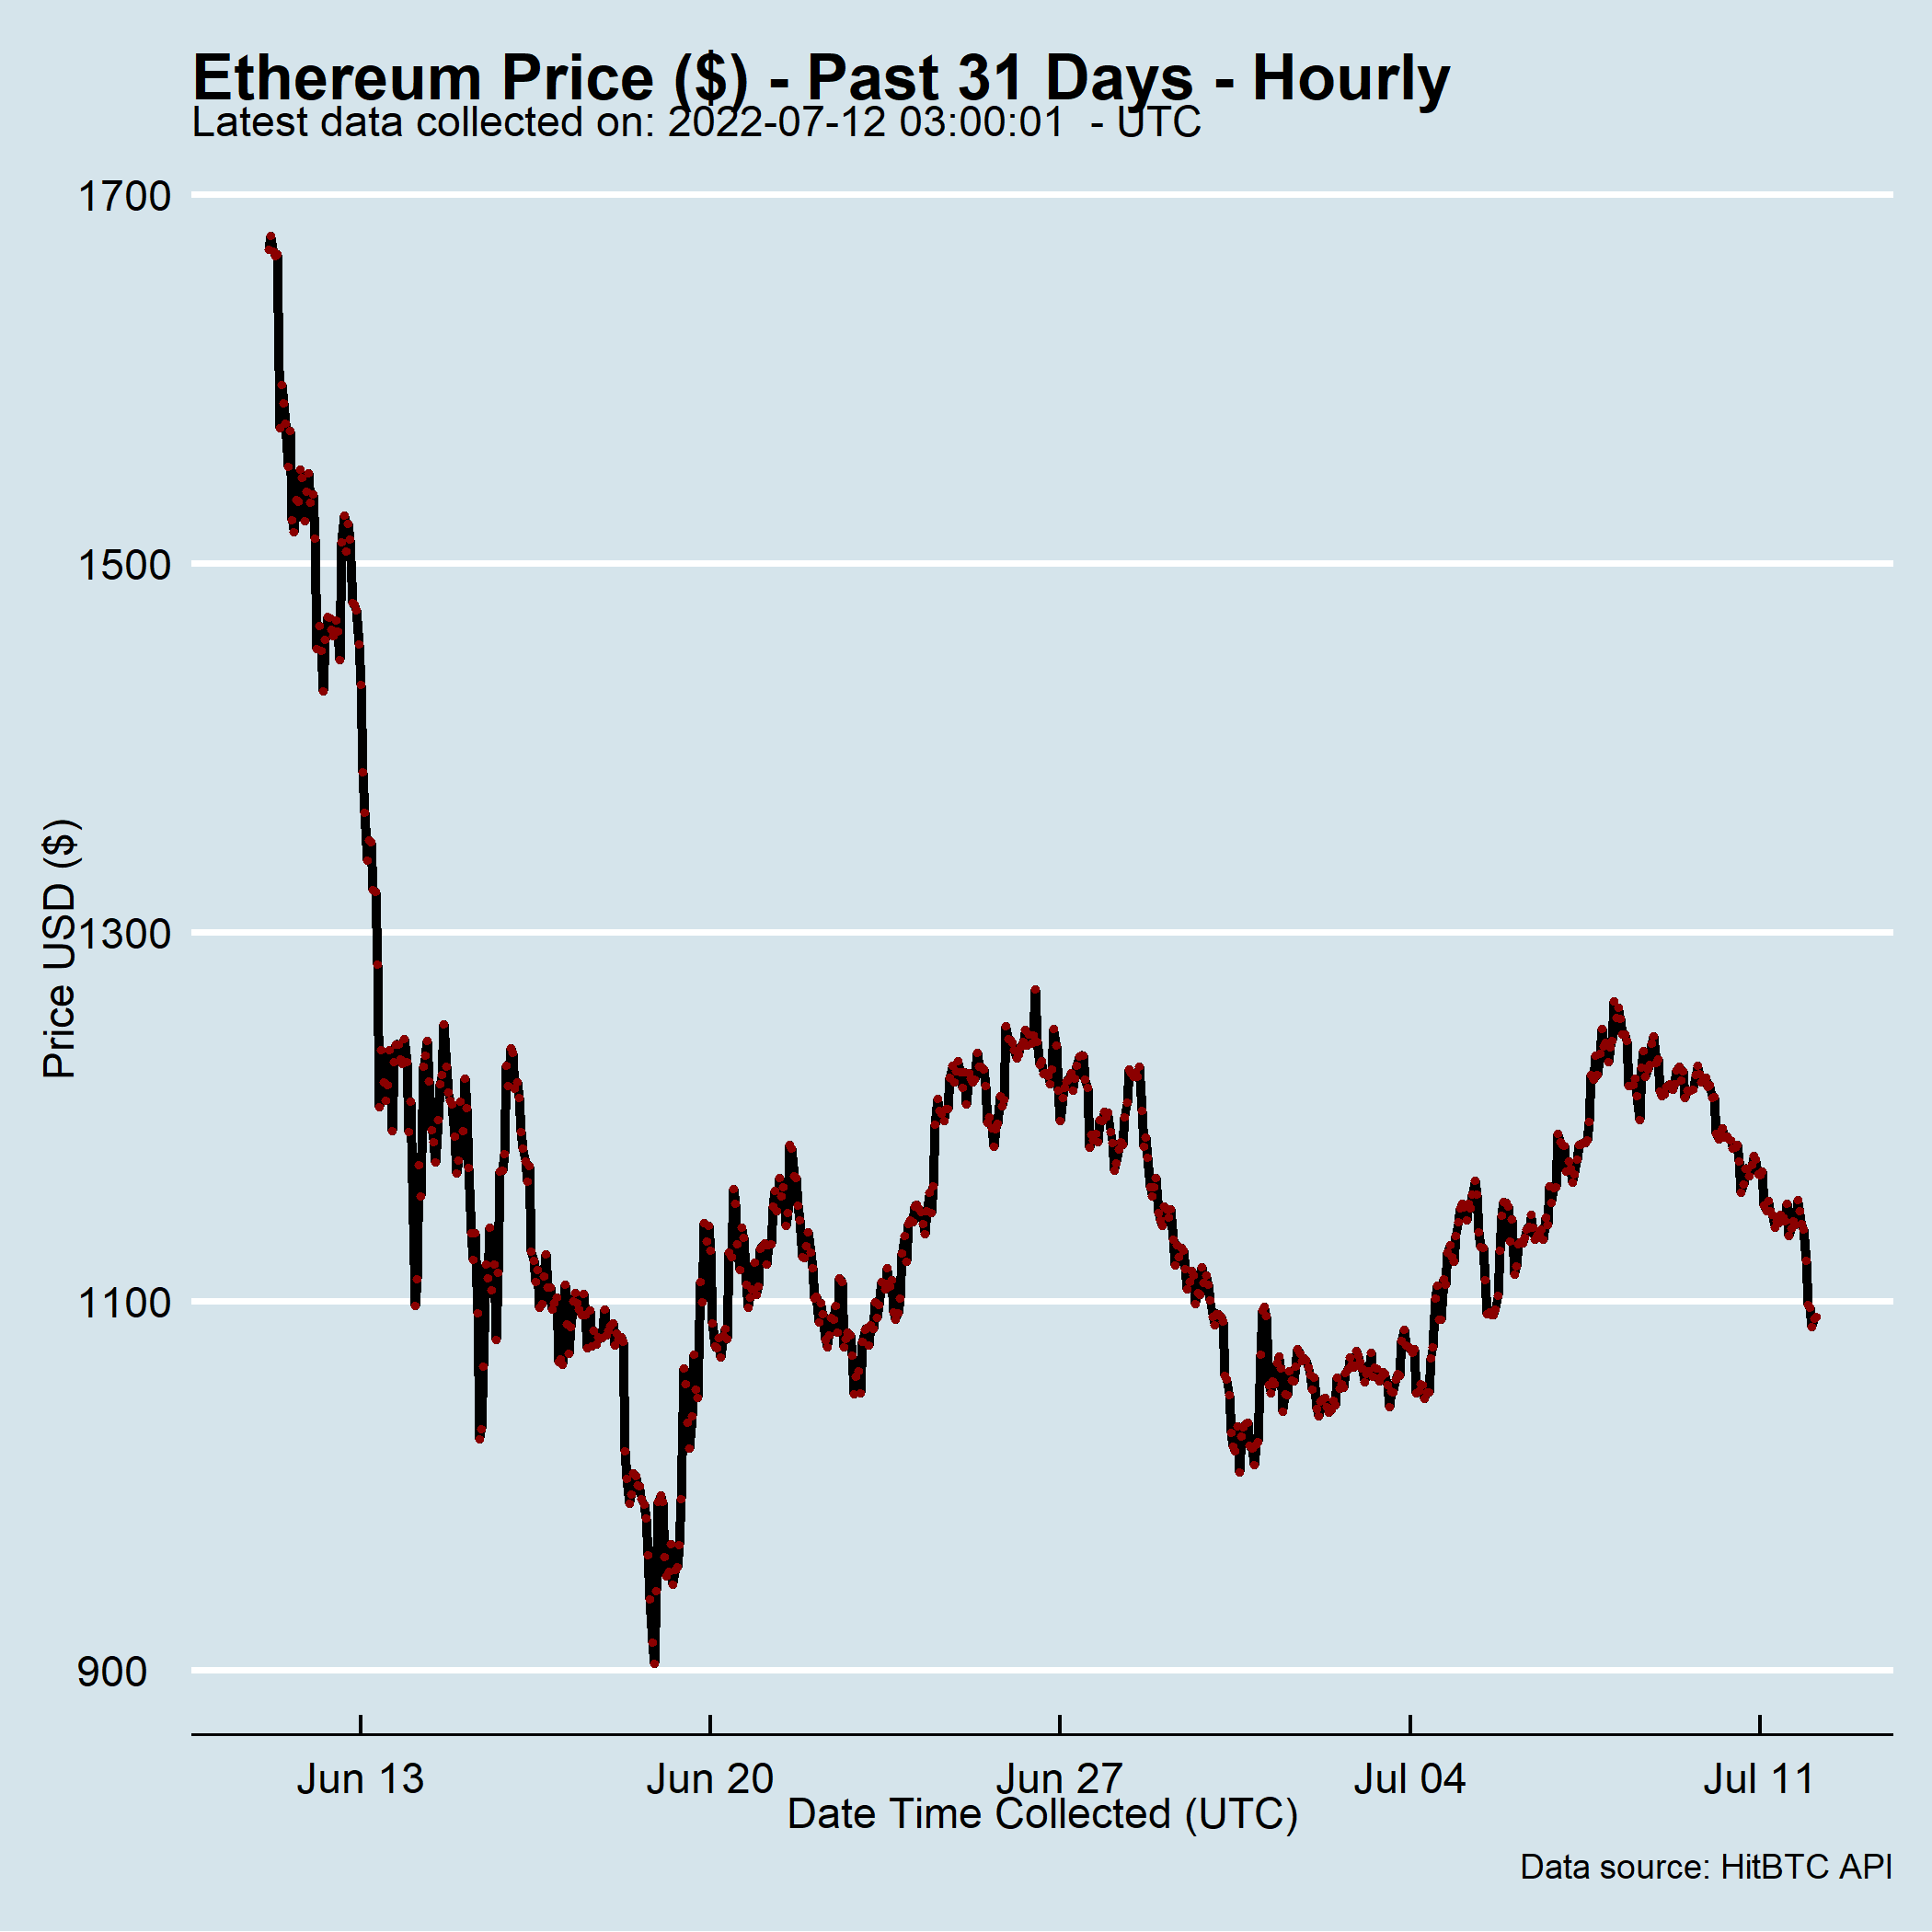 Ethereum Price ($) - Past 31 Days - Hourly
Latest data collected on: 2022-07-12 03:00:01  - UTC
1700
1500
1300
1100
900
Price USD ($)
Jun 13
Jun 20
Jun 27
Jul 04
Jul 11
Date Time Collected (UTC)
Data source: HitBTC API